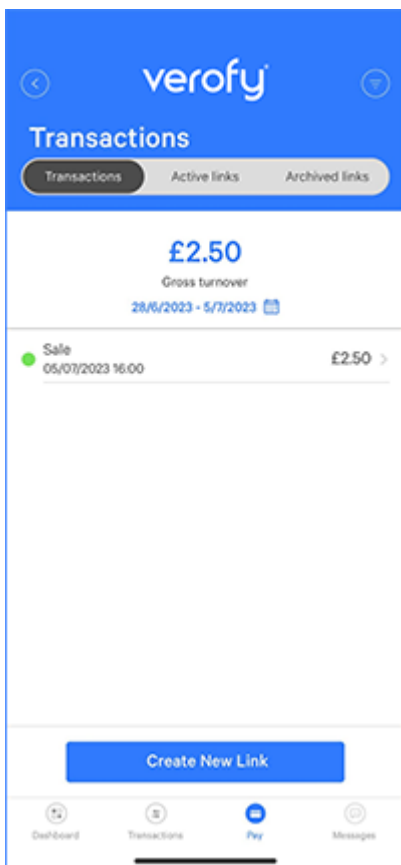 verofy
Transactions
Transactions Active links Archived links
£2.50
Gross turnover
28/6/2023 - 5/7/2023
Sale £2.50
05/07/2023 16:00
Create New Link
Dashboard Transactions Pay Messages